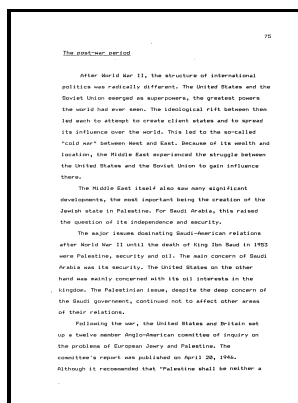 75
The post-war period
After World War II, the structure of international
politics was radically different. The United States and the
Soviet Union emerged as superpowers, the greatest powers
the world had ever seen. The ideological rift between them
led each to attempt to create client states and to spread
its influence over the world. This led to the so-called
"cold war" between West and East. Because of its wealth and
location, the Middle East experienced the struggle between
the United States and the Soviet Union to gain influence
there.
The Middle East itself also saw many significant
developments, the most important being the creation of the
Jewish state in Palestine. For Saudi Arabia, this raised
the question of its independence and security.
The major issues dominating Saudi-American relations
after World War II until the death of King Ibn Saud in 1953
were Palestine, security and oil. The main concern of Saudi
Arabia was its security. The United States on the other
hand was mainly concerned with its oil interests in the
kingdom. The Palestinian issue, despite the deep concern of
the Saudi government, continued not to affect other areas
of their relations.
Following the war, the United States and Britain set
up a twelve member Anglo-American committee of inquiry on
the problems of European Jewry and Palestine. The
committee's report was published on April 20, 1946.
Although it recommended that "Palestine shall be neither a